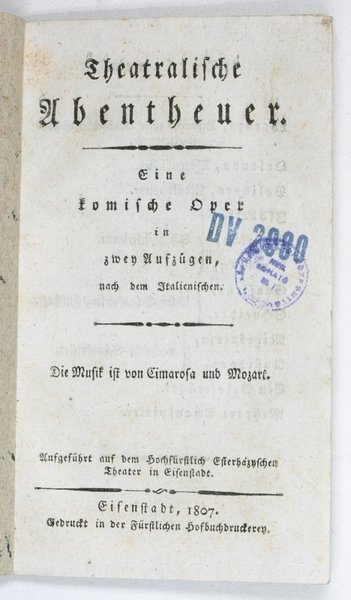 Theatralische
Abentheuer.
Eine
komische Oper
in
zwey Aufzügen,
nach dem Italienischen.
DV 2000
Die Musik ist von Cimarosa und Mozart.
Aufgeführt auf dem Hochfürstlich Esterházyschen
Theater in Eisenstadt.
Eisenstadt, 1807.
Gedruckt in der Fürstlichen Hofbuchdruckerey.